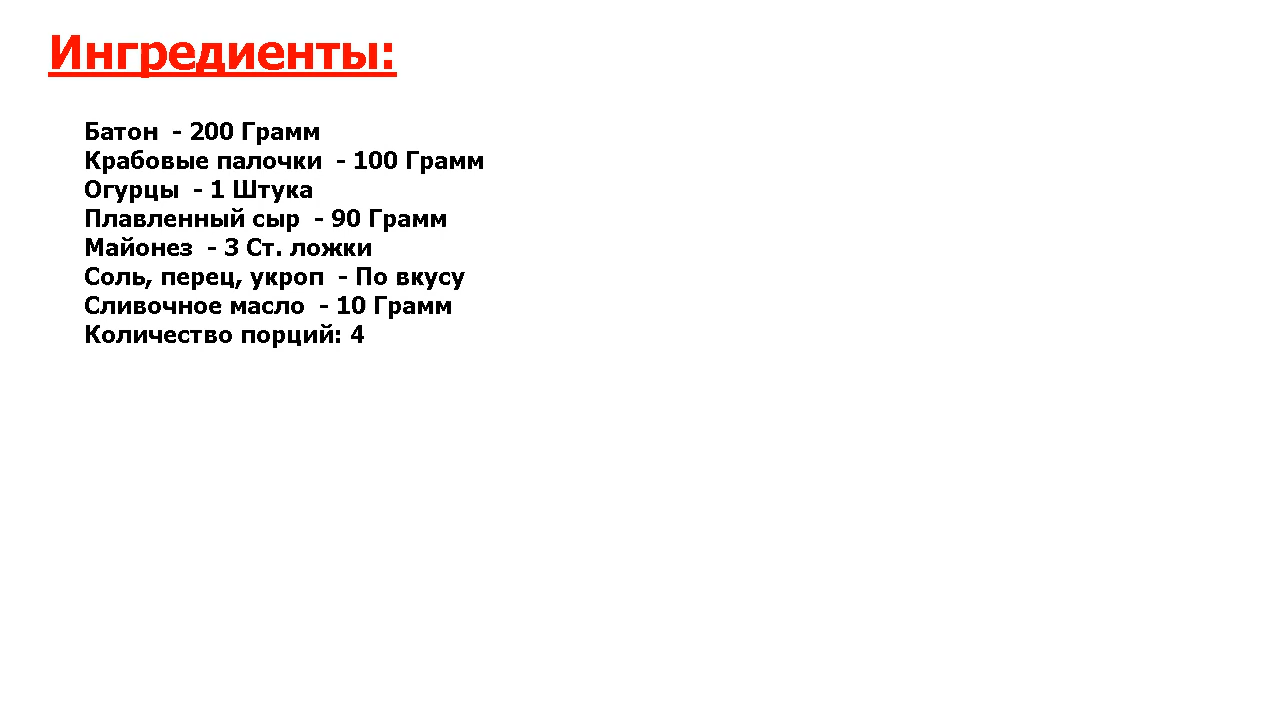 Ингредиенты:
Батон - 200 Грамм
Крабовые палочки - 100 Грамм
Огурцы - 1 Штука
Плавленный сыр - 90 Грамм
Майонез - 3 Ст. ложки
Соль, перец, укроп - По вкусу
Сливочное масло - 10 Грамм
Количество порций: 4